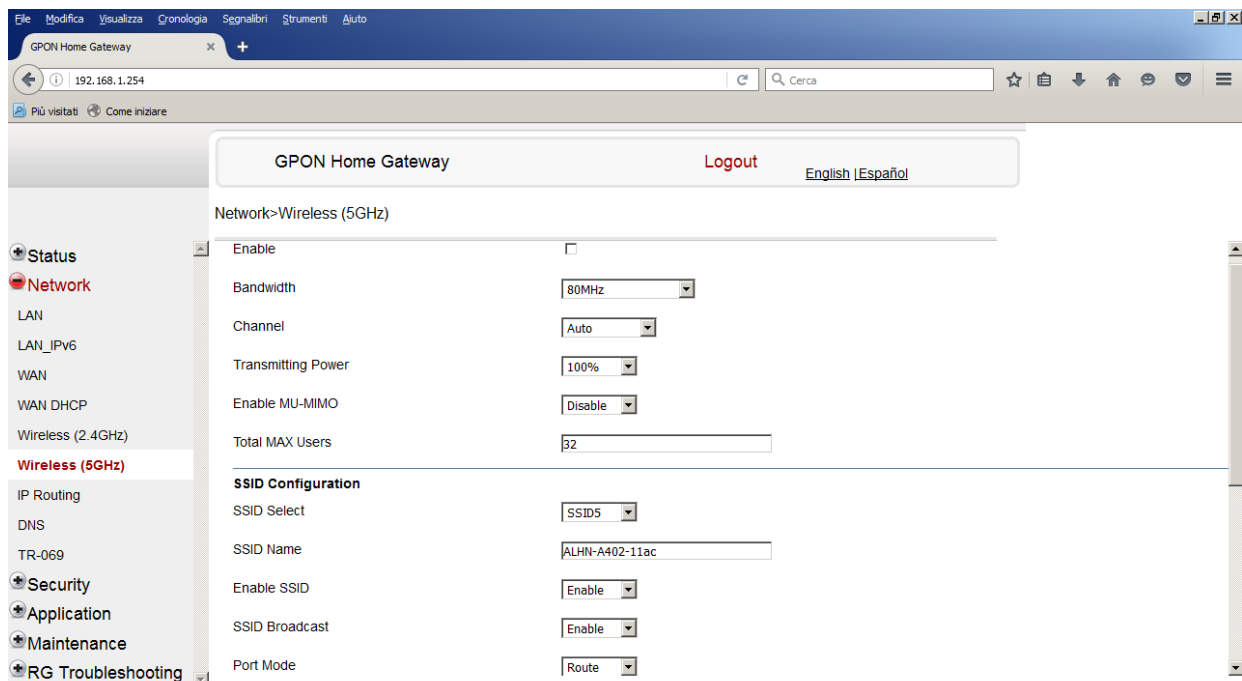 File Modifica Visualizza Cronologia Segnalibri Strumenti Aiuto
GPON Home Gateway
192.168.1.254
Cerca
Più visitati Come iniziare
GPON Home Gateway Logout English |Español
Network>Wireless (5GHz)
Status
Network
LAN
LAN_IPv6
WAN
WAN DHCP
Wireless (2.4GHz)
Wireless (5GHz)
IP Routing
DNS
TR-069
Security
Application
Maintenance
RG Troubleshooting
Enable
Bandwidth 80MHz
Channel Auto
Transmitting Power 100%
Enable MU-MIMO Disable
Total MAX Users 32
SSID Configuration
SSID Select SSID5
SSID Name ALHN-A402-11ac
Enable SSID Enable
SSID Broadcast Enable
Port Mode Route